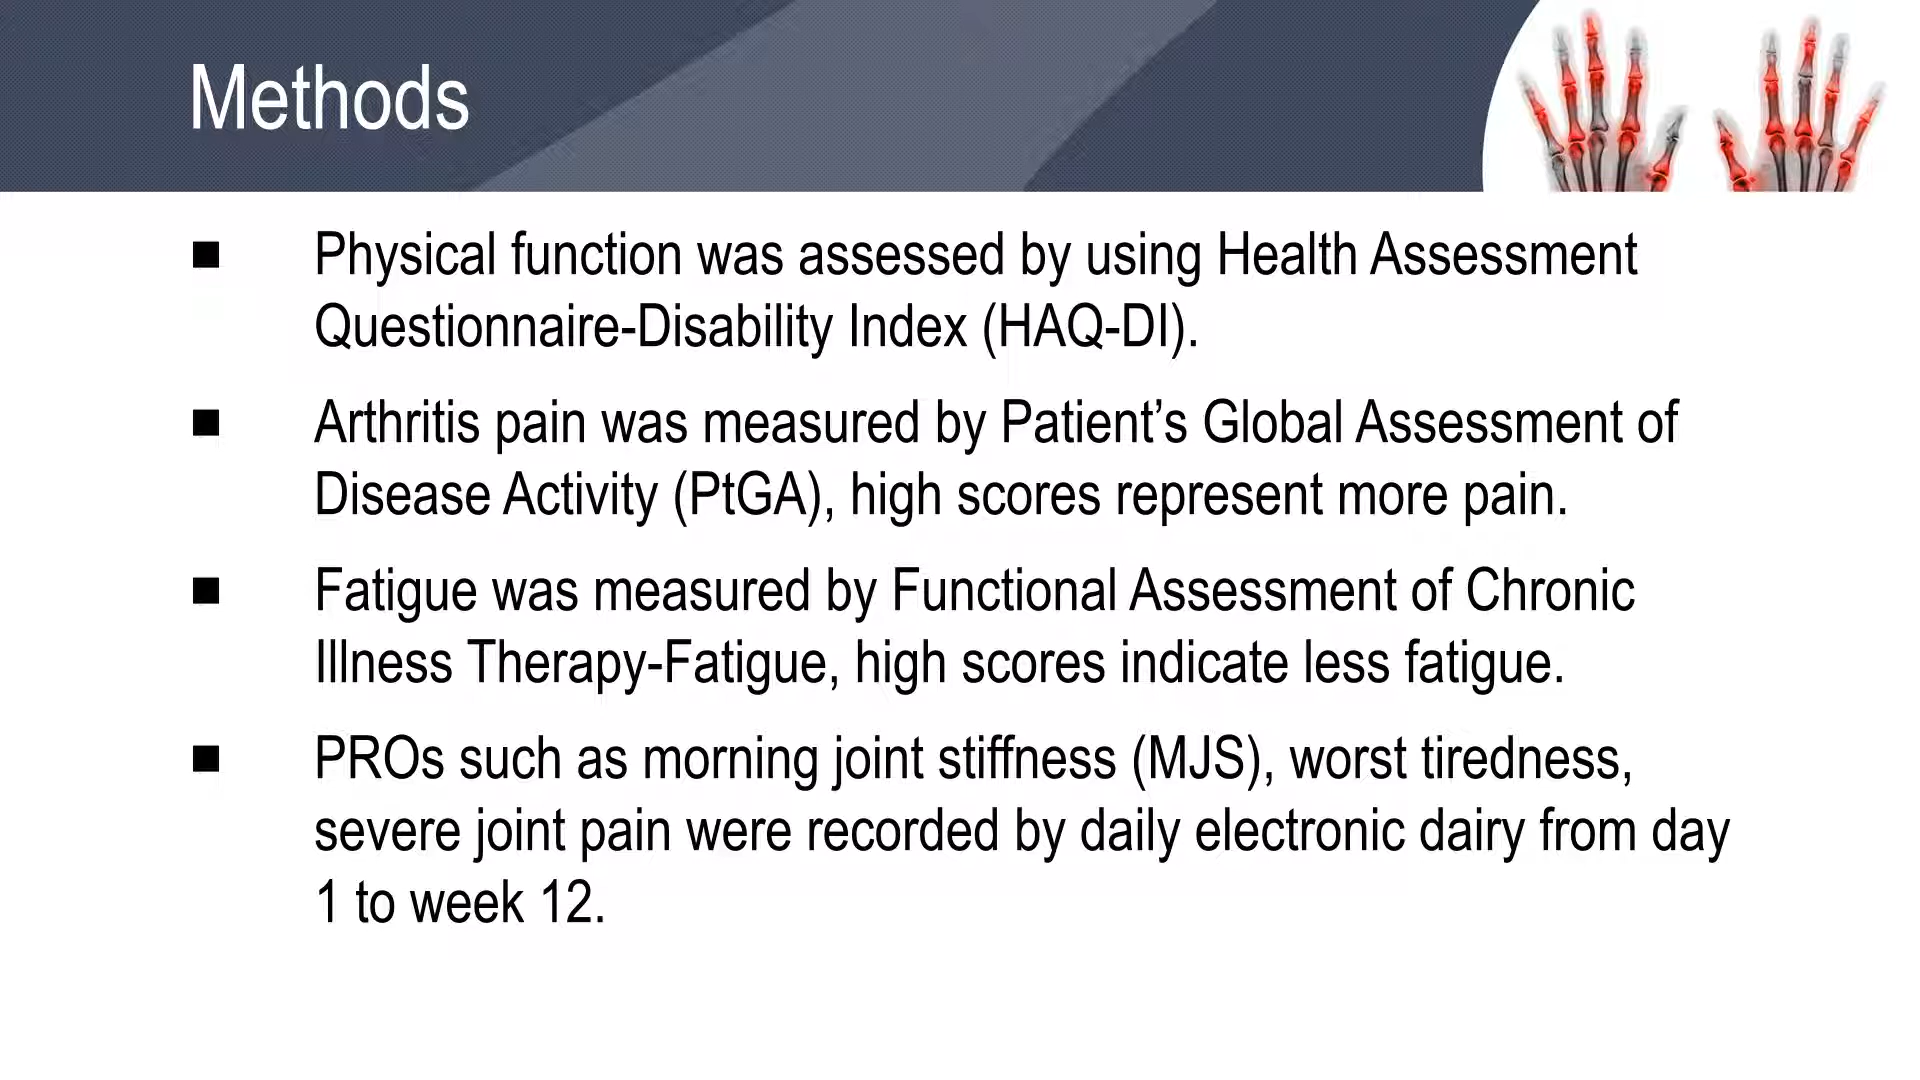 Methods
■ Physical function was assessed by using Health Assessment
Questionnaire-Disability Index (HAQ-DI).
■ Arthritis pain was measured by Patient’s Global Assessment of
Disease Activity (PtGA), high scores represent more pain.
■ Fatigue was measured by Functional Assessment of Chronic
Illness Therapy-Fatigue, high scores indicate less fatigue.
■ PROs such as morning joint stiffness (MJS), worst tiredness,
severe joint pain were recorded by daily electronic dairy from day
1 to week 12.